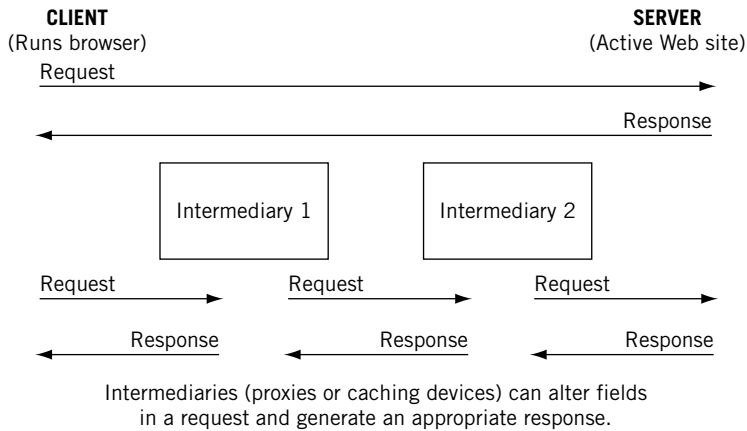 CLIENT
(Runs browser)
SERVER
(Active Web site)
Request
Response
Intermediary 1
Intermediary 2
Request
Request
Request
Response
Response
Response
Intermediaries (proxies or caching devices) can alter fields
in a request and generate an appropriate response.